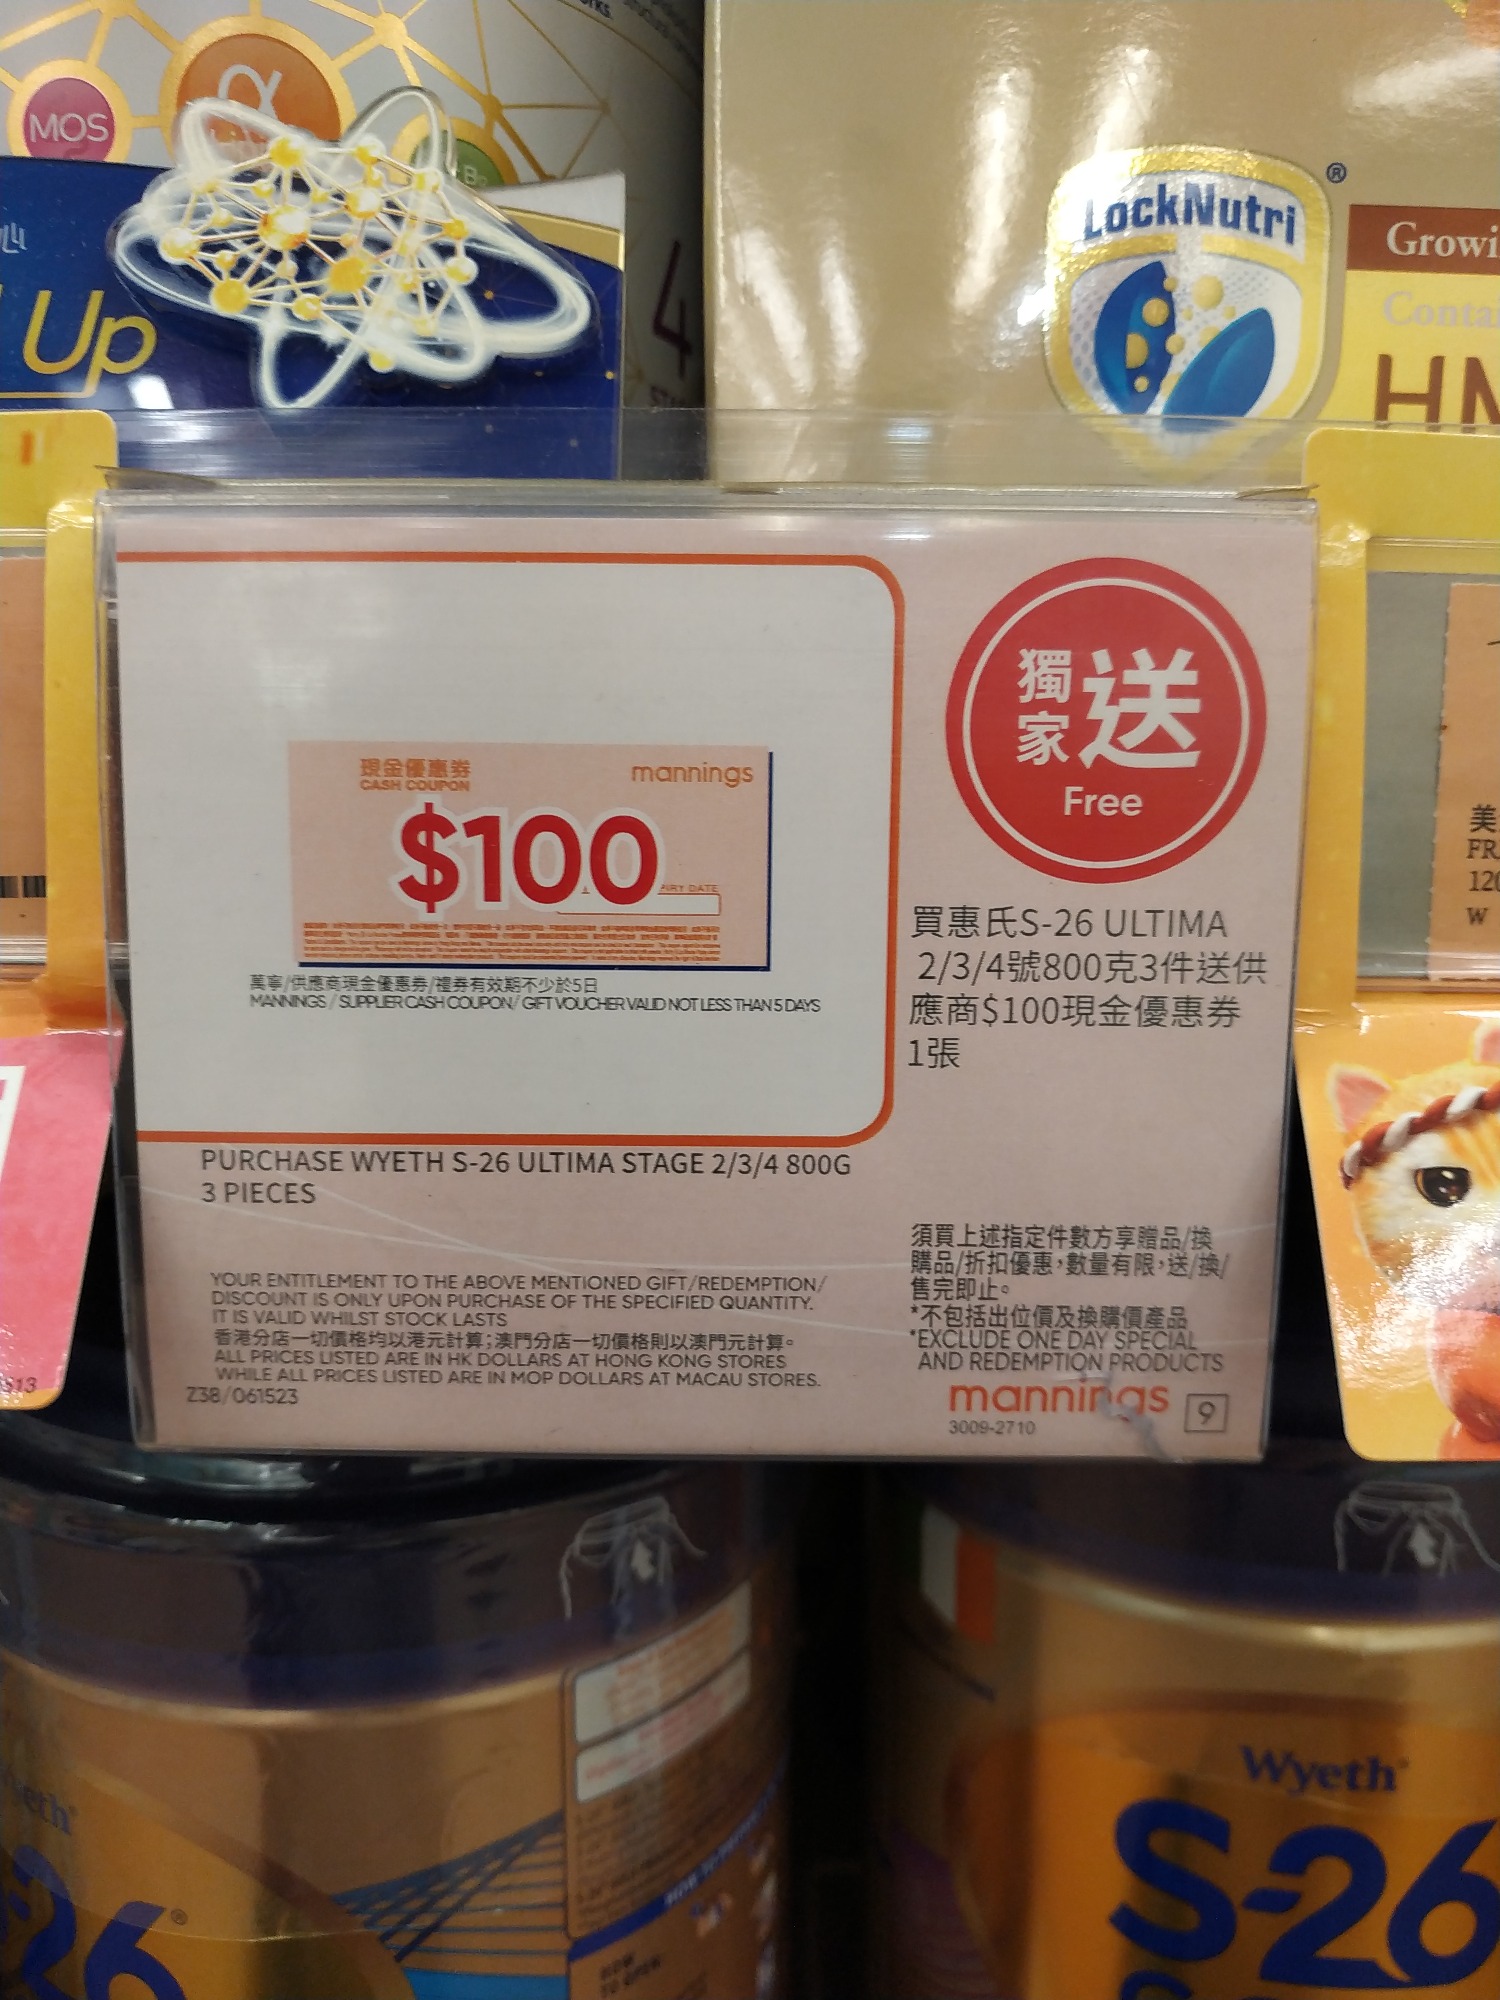 MOS
α
Up
4
LockNutri®
Growi
Contai
HM
獨家
送
Free
現金優惠券
CASH COUPON
mannings
$100
萬寧/供應商現金優惠券/禮券有效期不少於5日
MANNINGS / SUPPLIER CASH COUPON/ GIFT VOUCHER VALID NOT LESS THAN 5 DAYS
買惠氏S-26 ULTIMA
2/3/4號800克3件送供
應商$100現金優惠券
1張
PURCHASE WYETH S-26 ULTIMA STAGE 2/3/4 800G
3 PIECES
須買上述指定件數方享贈品/換
購品/折扣優惠,數量有限,送/換/
售完即止。
*不包括出位價及換購價產品
*EXCLUDE ONE DAY SPECIAL
AND REDEMPTION PRODUCTS
YOUR ENTITLEMENT TO THE ABOVE MENTIONED GIFT/REDEMPTION/
DISCOUNT IS ONLY UPON PURCHASE OF THE SPECIFIED QUANTITY.
IT IS VALID WHILST STOCK LASTS
香港分店一切價格均以港元計算;澳門分店一切價格則以澳門元計算。
ALL PRICES LISTED ARE IN HK DOLLARS AT HONG KONG STORES
WHILE ALL PRICES LISTED ARE IN MOP DOLLARS AT MACAU STORES.
Z38/061523
mannings
9
3009-2710
美
FR
120
W
Wyeth
S-26
26®